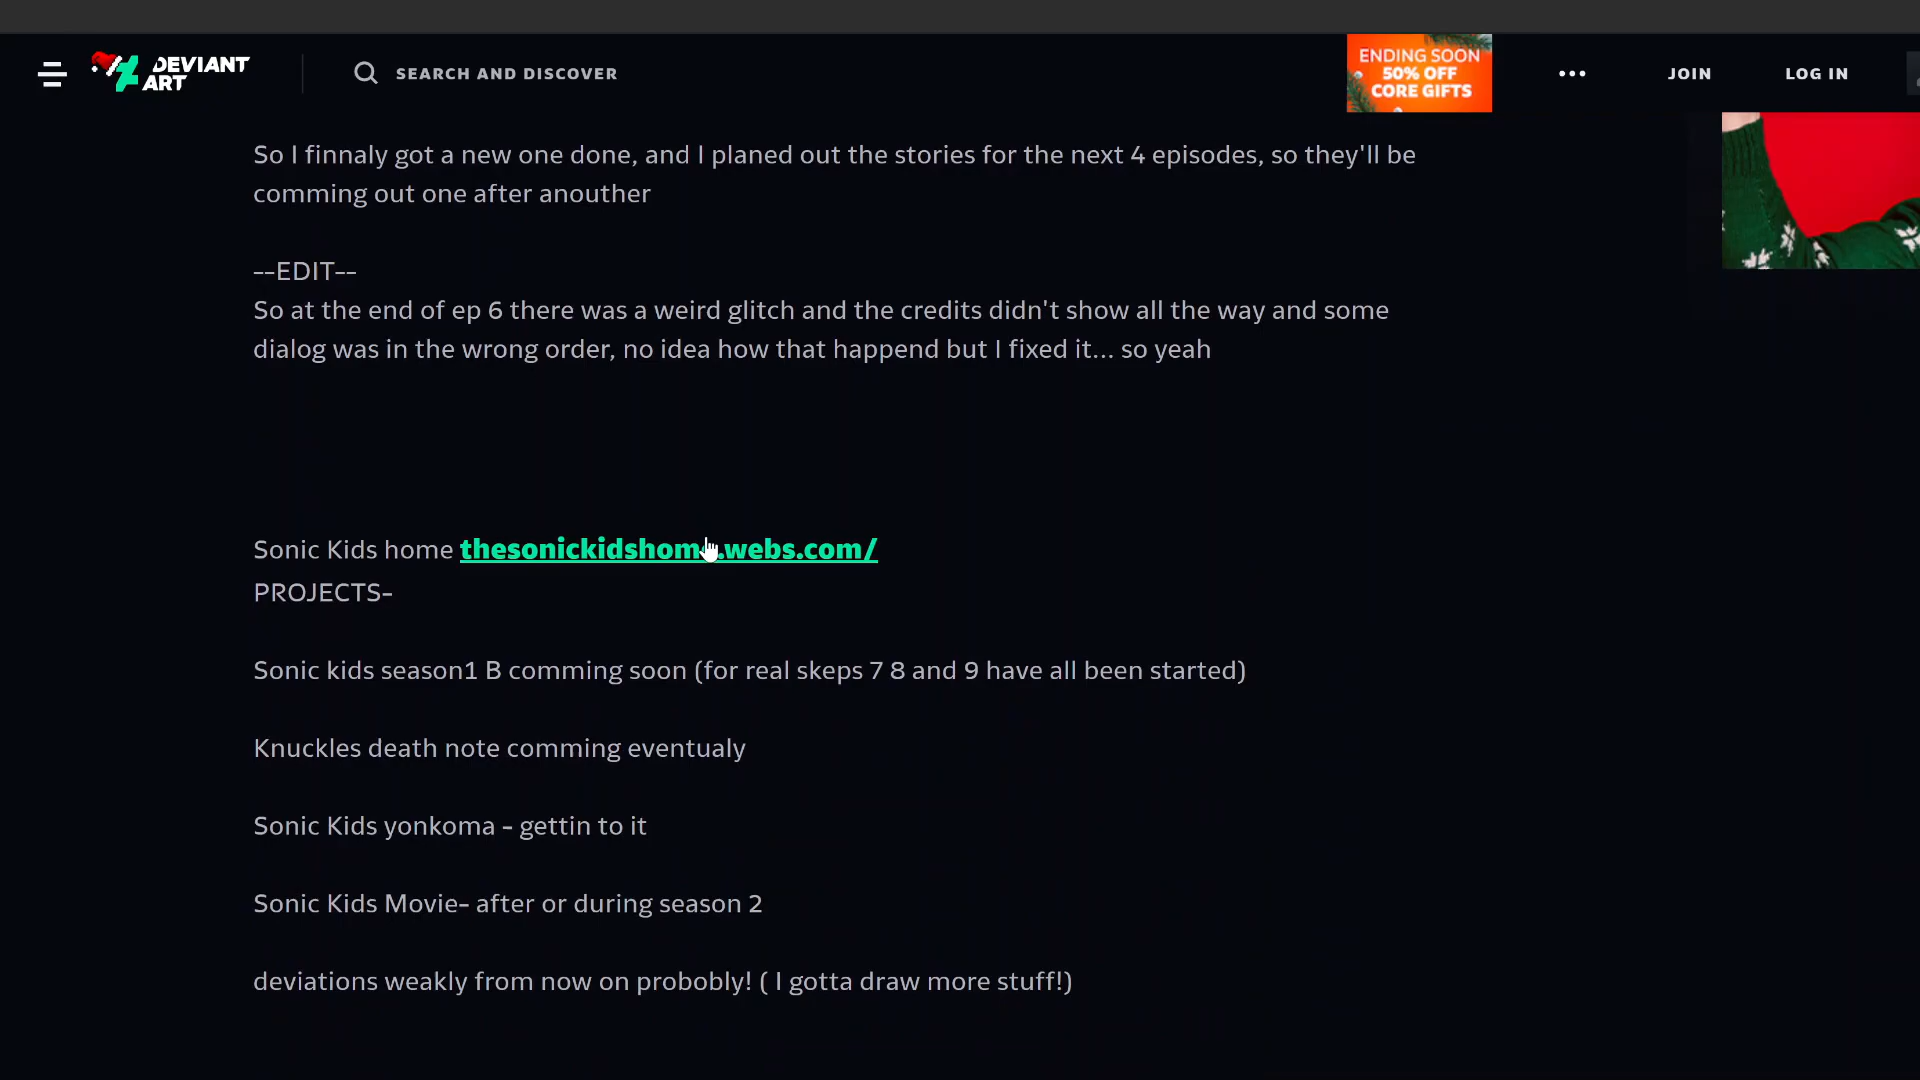 DEVIANT
ART
SEARCH AND DISCOVER
ENDING SOON
50% OFF
CORE GIFTS
JOIN
LOG IN
So I finnaly got a new one done, and I planed out the stories for the next 4 episodes, so they'll be
comming out one after anouther
--EDIT--
So at the end of ep 6 there was a weird glitch and the credits didn't show all the way and some
dialog was in the wrong order, no idea how that happend but I fixed it... so yeah
Sonic Kids home thesonickidshome.webs.com/
PROJECTS-
Sonic kids season1 B comming soon (for real skeps 7 8 and 9 have all been started)
Knuckles death note comming eventualy
Sonic Kids yonkoma - gettin to it
Sonic Kids Movie- after or during season 2
deviations weakly from now on probobly! ( I gotta draw more stuff!)